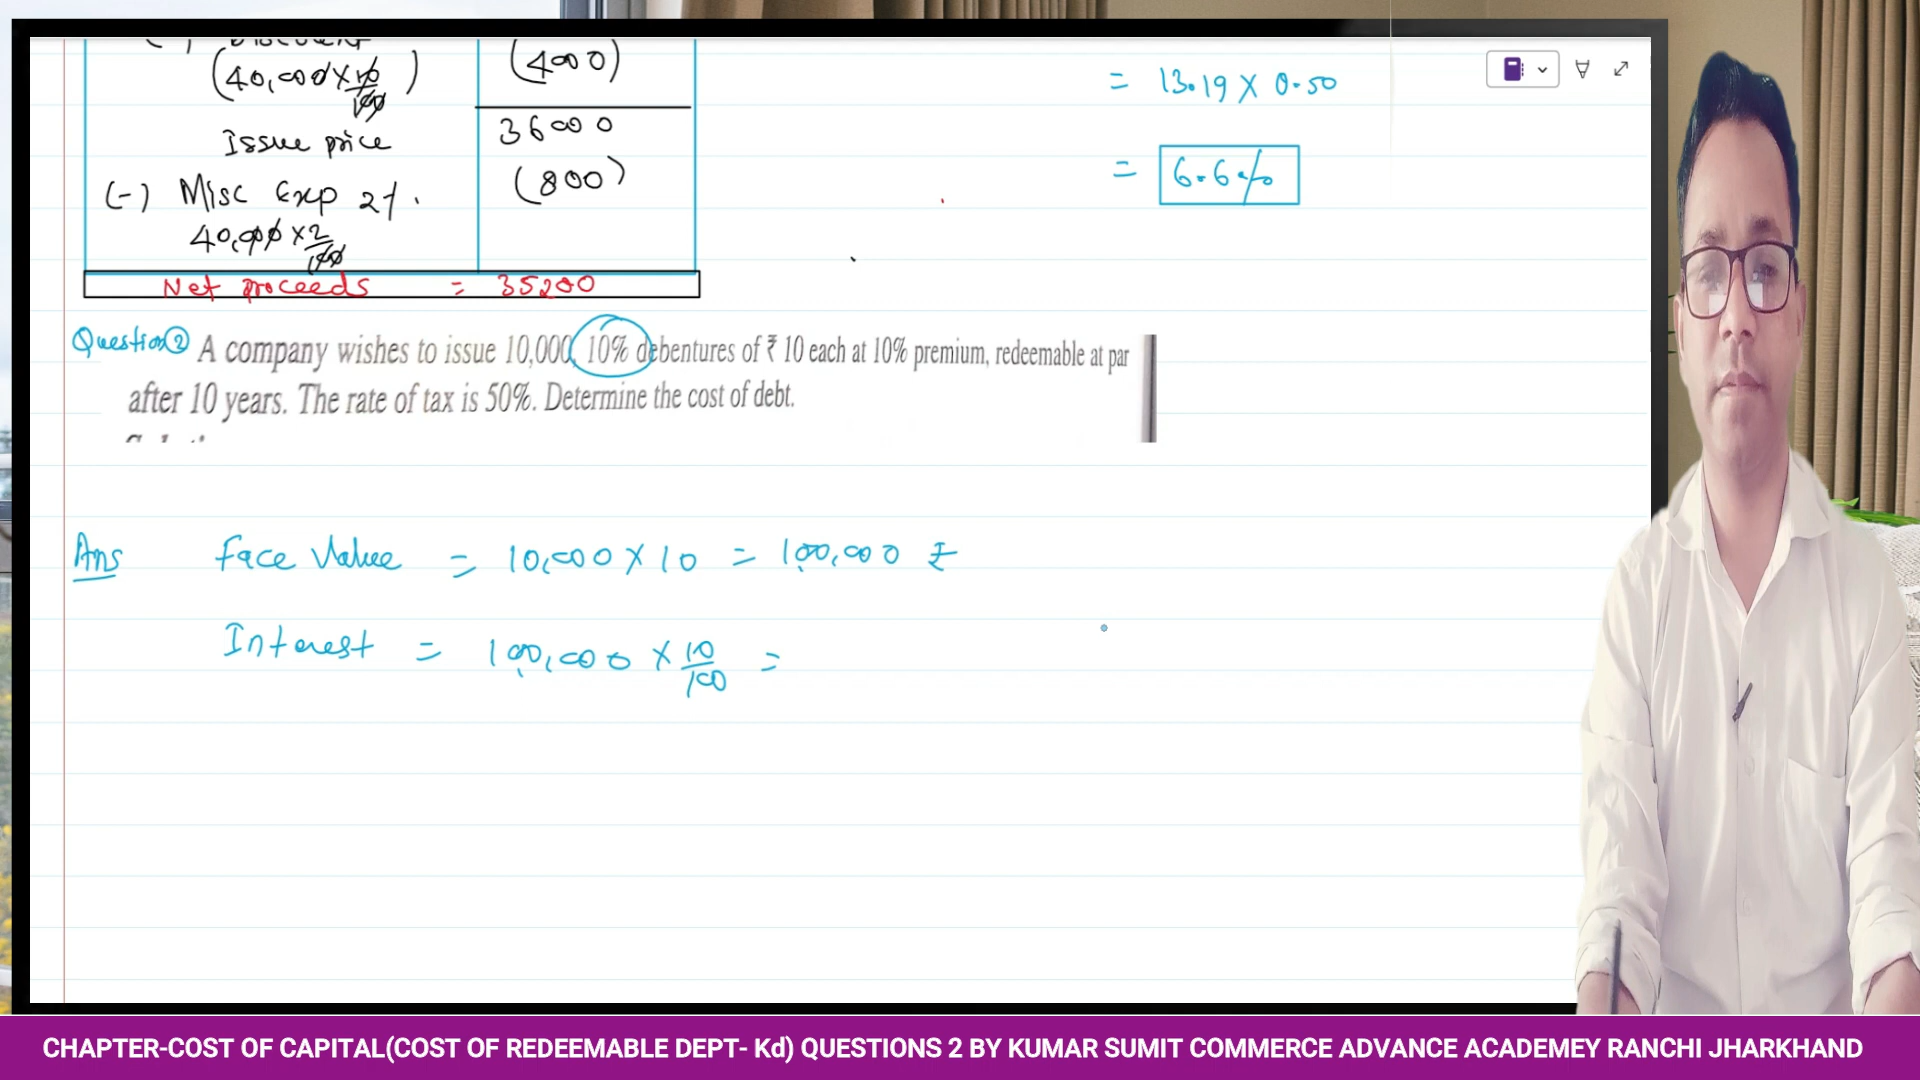 (-) Discount
(40,000 × 10/100) (4000)
Issue price 36000
(-) Misc Exp 2%. (800)
40,000 × 2/100
Net proceeds = 35200
= 13.19 × 0.50
= 6.6%
Question② A company wishes to issue 10,000, 10% debentures of ₹ 10 each at 10% premium, redeemable at par
after 10 years. The rate of tax is 50%. Determine the cost of debt.
Ans Face Value = 10,000 × 10 = 100,000 ₹
Interest = 100,000 × 10/100 =
CHAPTER-COST OF CAPITAL(COST OF REDEEMABLE DEPT- Kd) QUESTIONS 2 BY KUMAR SUMIT COMMERCE ADVANCE ACADEMEY RANCHI JHARKHAND